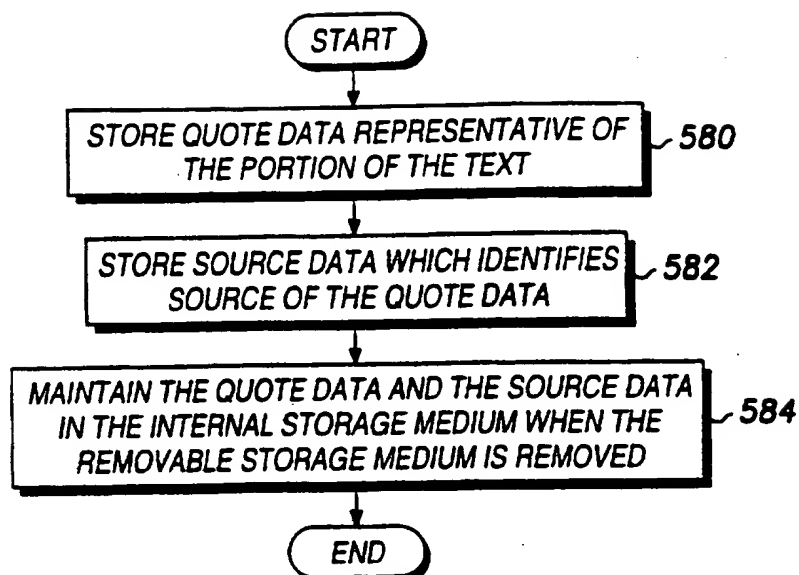 START
STORE QUOTE DATA REPRESENTATIVE OF
THE PORTION OF THE TEXT
580
STORE SOURCE DATA WHICH IDENTIFIES
SOURCE OF THE QUOTE DATA
582
MAINTAIN THE QUOTE DATA AND THE SOURCE DATA
IN THE INTERNAL STORAGE MEDIUM WHEN THE
REMOVABLE STORAGE MEDIUM IS REMOVED
584
END